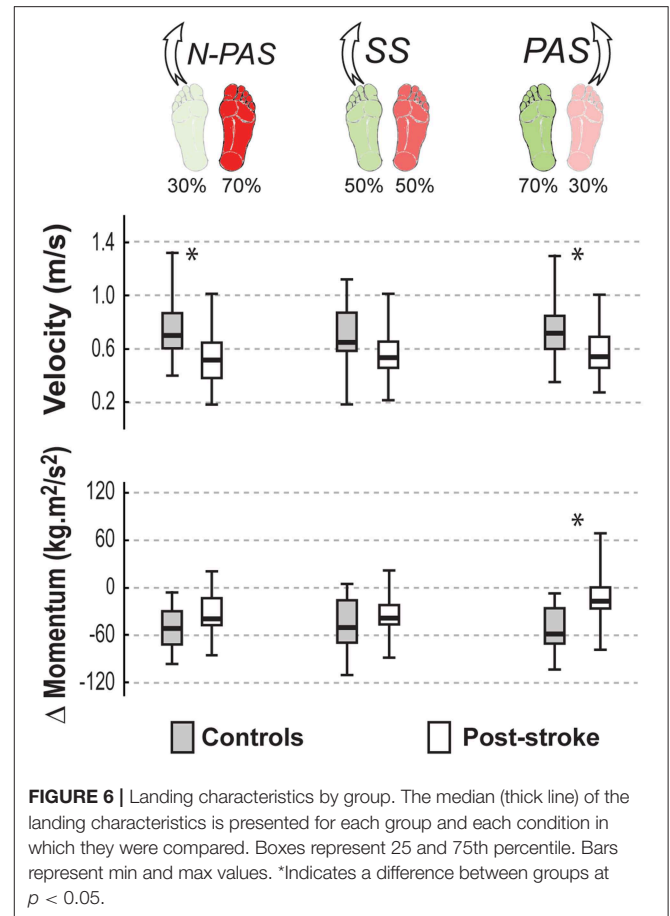 N-PAS SS PAS
30% 70% 50% 50% 70% 30%
Velocity (m/s)
1.4
* *
1.0
0.6
0.2
Δ Momentum (kg.m²/s²)
120
*
60
0
-60
-120
Controls Post-stroke
FIGURE 6 | Landing characteristics by group. The median (thick line) of the
landing characteristics is presented for each group and each condition in
which they were compared. Boxes represent 25 and 75th percentile. Bars
represent min and max values. *Indicates a difference between groups at
p < 0.05.